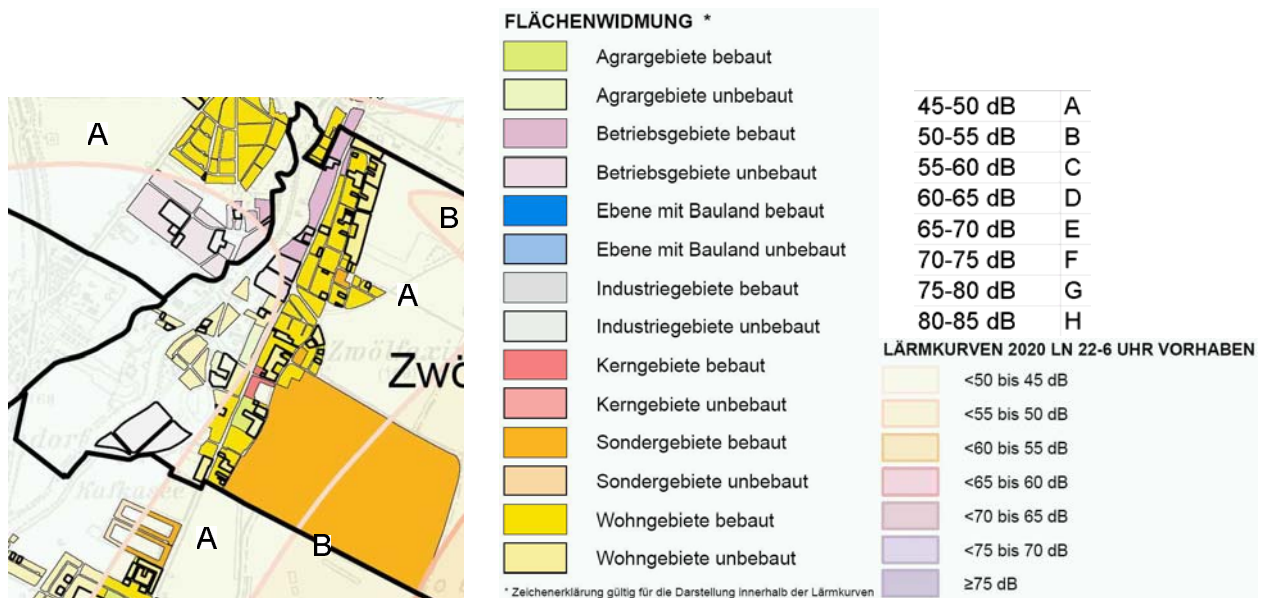 A
B
A
Zwölfaxi
Zwö
dorf
Kalkasee
A
B
FLÄCHENWIDMUNG *
Agrargebiete bebaut
Agrargebiete unbebaut
Betriebsgebiete bebaut
Betriebsgebiete unbebaut
Ebene mit Bauland bebaut
Ebene mit Bauland unbebaut
Industriegebiete bebaut
Industriegebiete unbebaut
Kerngebiete bebaut
Kerngebiete unbebaut
Sondergebiete bebaut
Sondergebiete unbebaut
Wohngebiete bebaut
Wohngebiete unbebaut
* Zeichenerklärung gültig für die Darstellung innerhalb der Lärmkurven
45-50 dB A
50-55 dB B
55-60 dB C
60-65 dB D
65-70 dB E
70-75 dB F
75-80 dB G
80-85 dB H
LÄRMKURVEN 2020 LN 22-6 UHR VORHABEN
<50 bis 45 dB
<55 bis 50 dB
<60 bis 55 dB
<65 bis 60 dB
<70 bis 65 dB
<75 bis 70 dB
≥75 dB